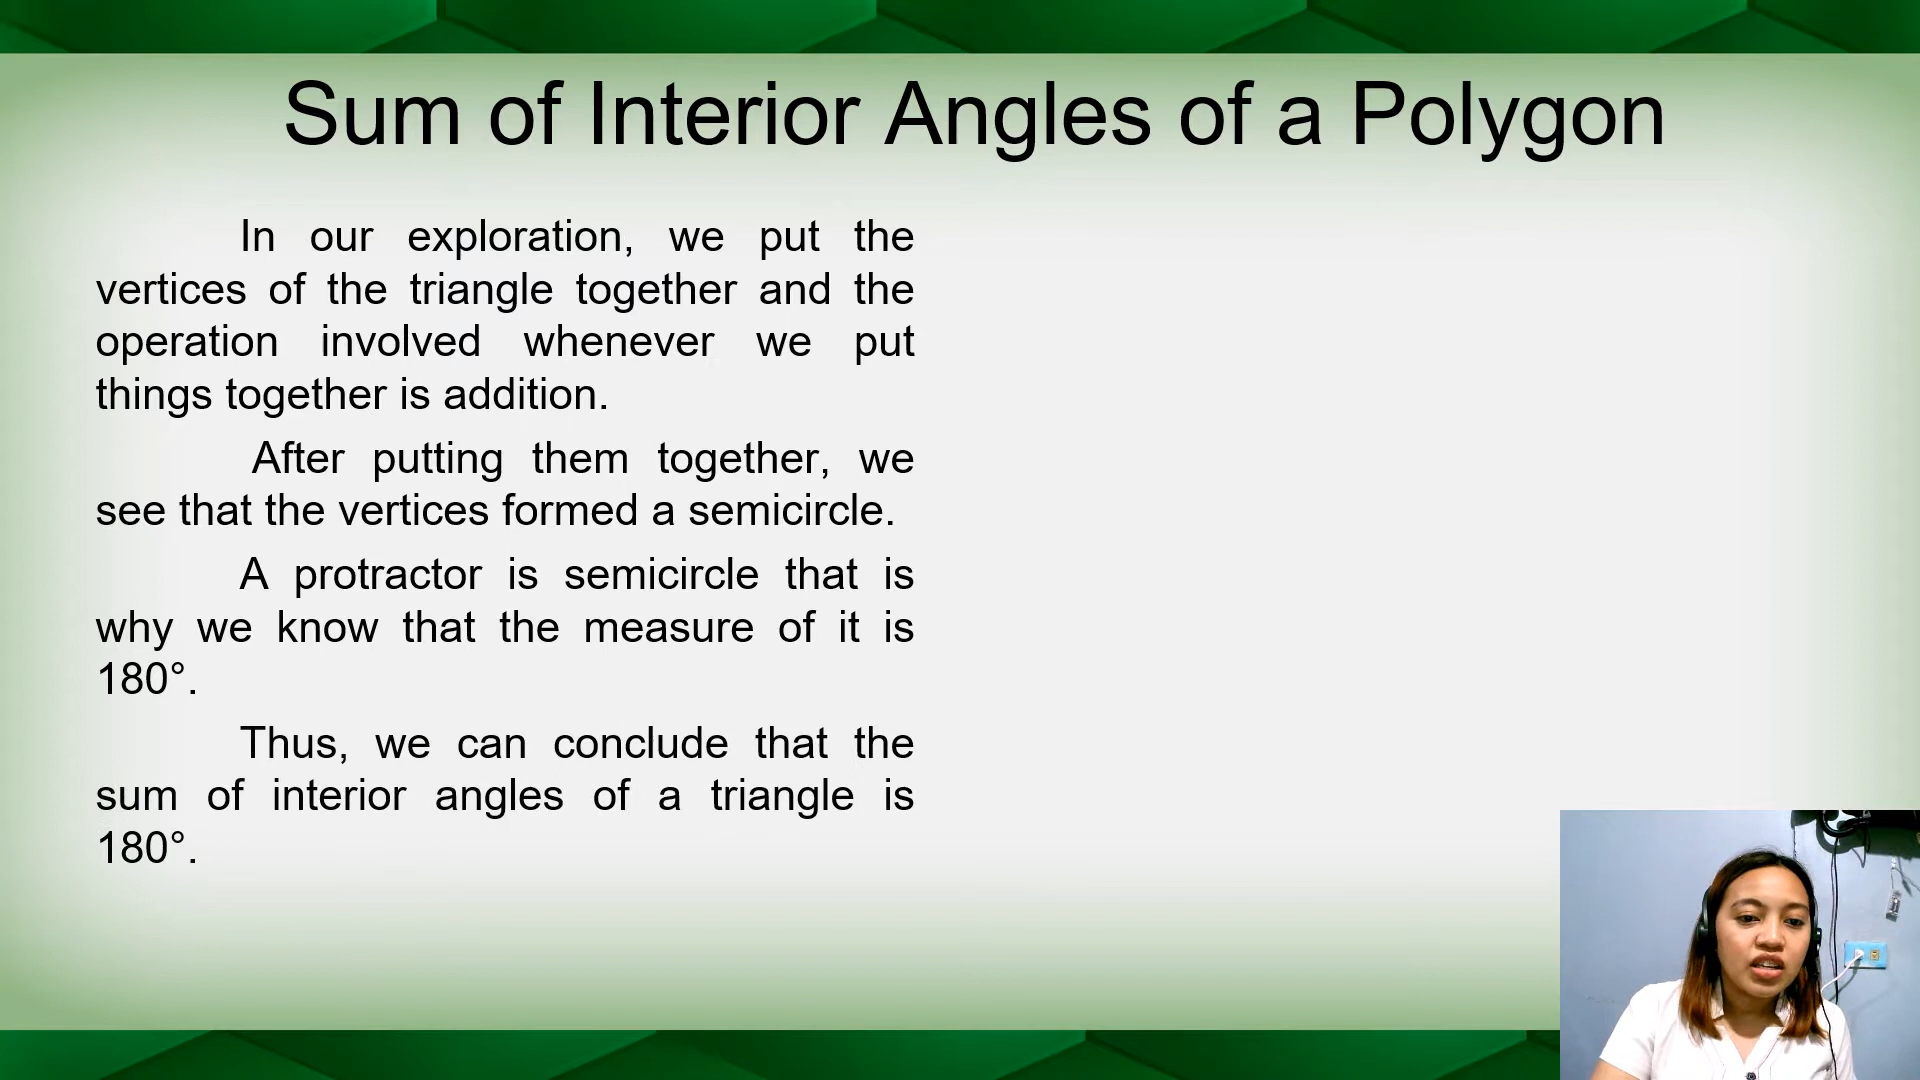 Sum of Interior Angles of a Polygon
In our exploration, we put the
vertices of the triangle together and the
operation involved whenever we put
things together is addition.
After putting them together, we
see that the vertices formed a semicircle.
A protractor is semicircle that is
why we know that the measure of it is
180°.
Thus, we can conclude that the
sum of interior angles of a triangle is
180°.